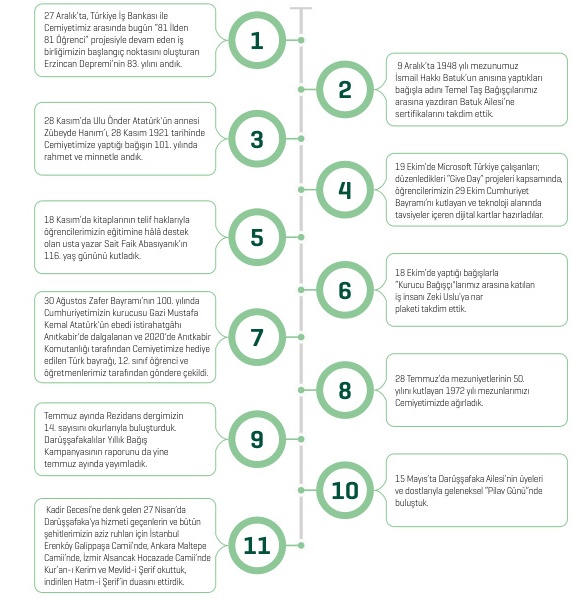 27 Aralık'ta, Türkiye İş Bankası ile
Cemiyetimiz arasında bugün "81 İlden
81 Öğrenci" projesiyle devam eden iş
birliğimizin başlangıç noktasını oluşturan
Erzincan Depremi'nin 83. yılını andık.
1
9 Aralık'ta 1948 yılı mezunumuz
İsmail Hakkı Batuk'un anısına yaptıkları
bağışla adını Temel Taş Bağışçılarımız
arasına yazdıran Batuk Ailesi'ne
sertifikalarını takdim ettik.
2
28 Kasım'da Ulu Önder Atatürk'ün annesi
Zübeyde Hanım'ı, 28 Kasım 1921 tarihinde
Cemiyetimize yaptığı bağışın 101. yılında
rahmet ve minnetle andık.
3
19 Ekim'de Microsoft Türkiye çalışanları;
düzenledikleri "Give Day" projeleri kapsamında,
öğrencilerimizin 29 Ekim Cumhuriyet
Bayramı'nı kutlayan ve teknoloji alanında
tavsiyeler içeren dijital kartlar hazırladılar.
4
18 Kasım'da kitaplarının telif haklarıyla
öğrencilerimizin eğitimine hâlâ destek
olan usta yazar Sait Faik Abasıyanık'ın
116. yaş gününü kutladık.
5
18 Ekim'de yaptığı bağışlarla
"Kurucu Bağışçı"larımız arasına katılan
iş insanı Zeki Uslu'ya nar
plaketi takdim ettik.
6
30 Ağustos Zafer Bayramı'nın 100. yılında
Cumhuriyetimizin kurucusu Gazi Mustafa
Kemal Atatürk'ün ebedi istirahatgâhı
Anıtkabir'de dalgalanan ve 2020'de Anıtkabir
Komutanlığı tarafından Cemiyetimize hediye
edilen Türk bayrağı, 12. sınıf öğrenci ve
öğretmenlerimiz tarafından göndere çekildi.
7
28 Temmuz'da mezuniyetlerinin 50.
yılını kutlayan 1972 yılı mezunlarımızı
Cemiyetimizde ağırladık.
8
Temmuz ayında Rezidans dergimizin
14. sayısını okurlarıyla buluşturduk.
Darüşşafakalılar Yıllık Bağış
Kampanyasının raporunu da yine
temmuz ayında yayımladık.
9
15 Mayıs'ta Darüşşafaka Ailesi'nin üyeleri
ve dostlarıyla geleneksel "Pilav Günü"nde
buluştuk.
10
Kadir Gecesi'ne denk gelen 27 Nisan'da
Darüşşafaka'ya hizmeti geçenlerin ve bütün
şehitlerimizin aziz ruhları için İstanbul
Erenköy Galippaşa Camii'nde, Ankara Maltepe
Camii'nde, İzmir Alsancak Hocazade Camii'nde
Kur'an-ı Kerim ve Mevlid-i Şerif okuttuk,
indirilen Hatm-i Şerif'in duasını ettirdik.
11